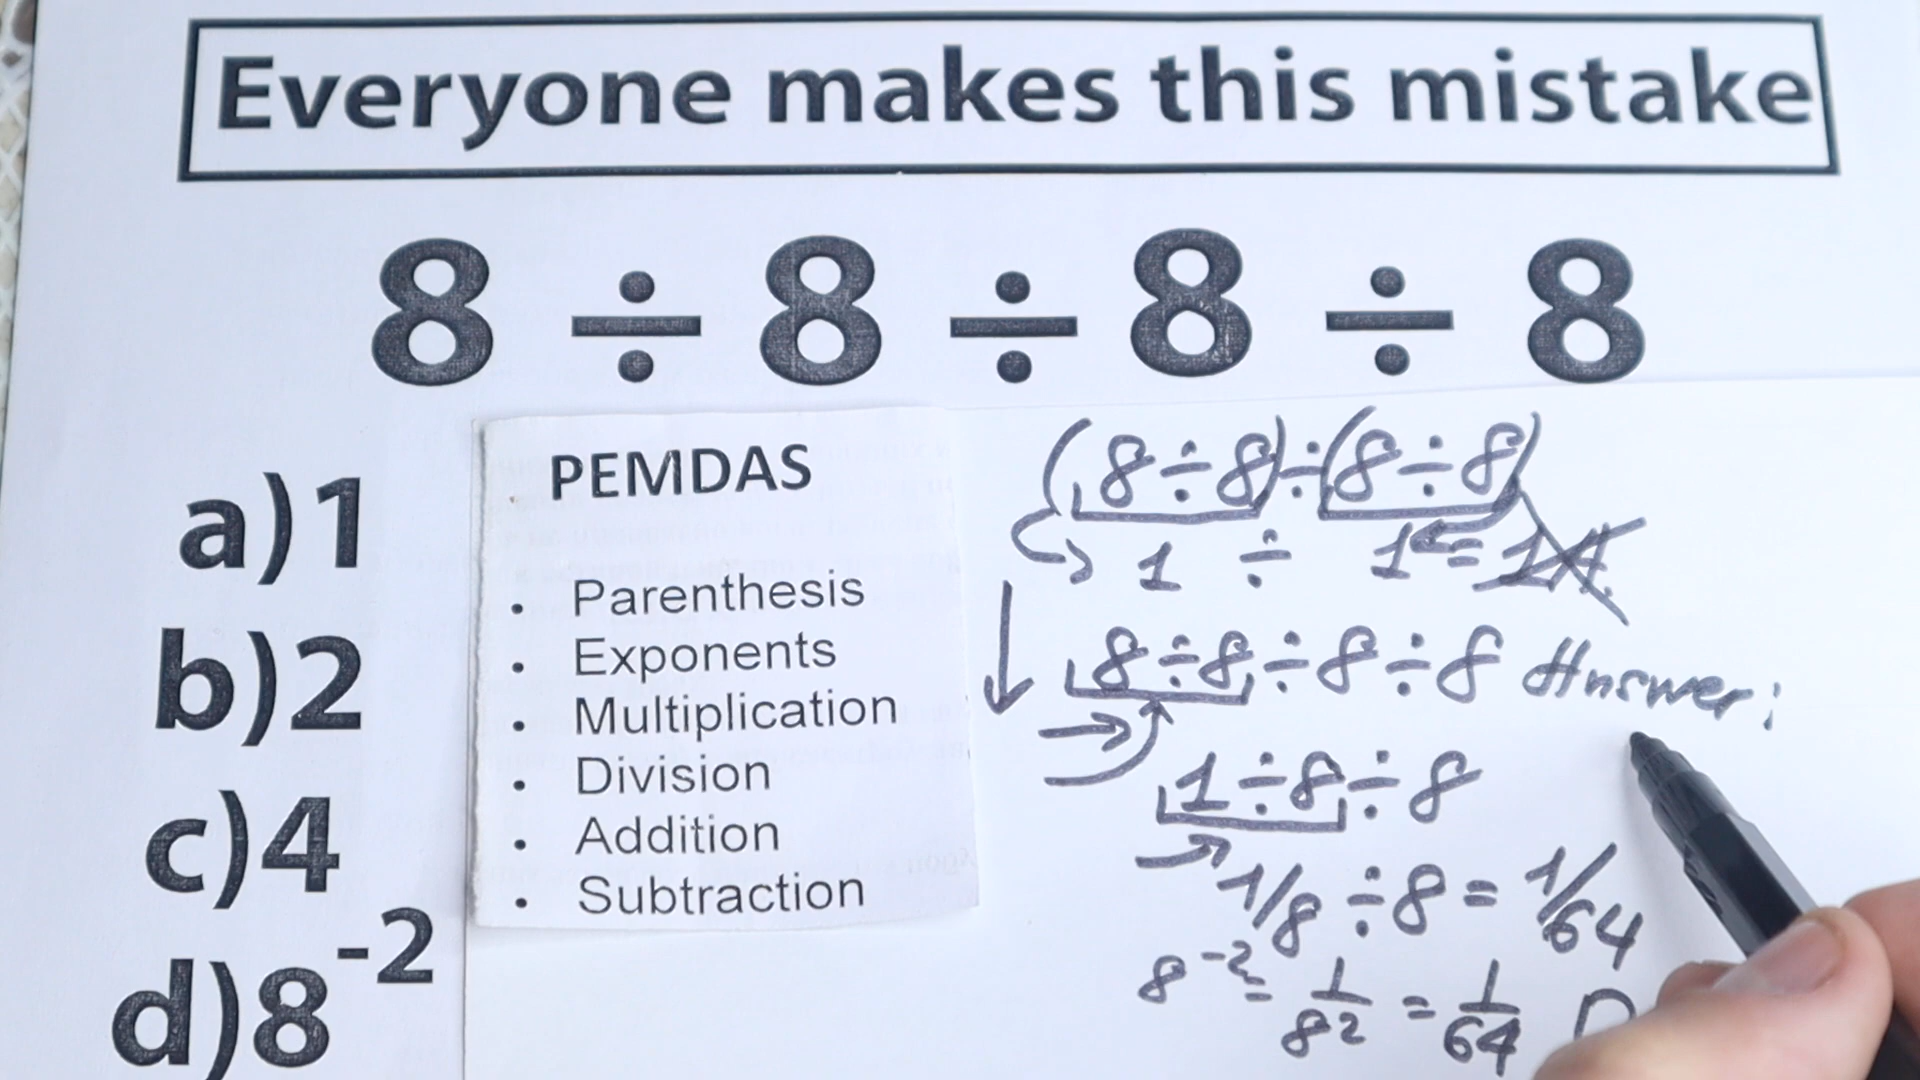 Everyone makes this mistake
8 ÷ 8 ÷ 8 ÷ 8
a)1
b)2
c)4
d)8⁻²
PEMDAS
• Parenthesis
• Exponents
• Multiplication
• Division
• Addition
• Subtraction
(8÷8)÷(8÷8)
1 ÷ 1 =
8÷8÷8÷8 Answer:
1÷8÷8
1/8 ÷8 = 1/64
8⁻² = 1/8² = 1/64